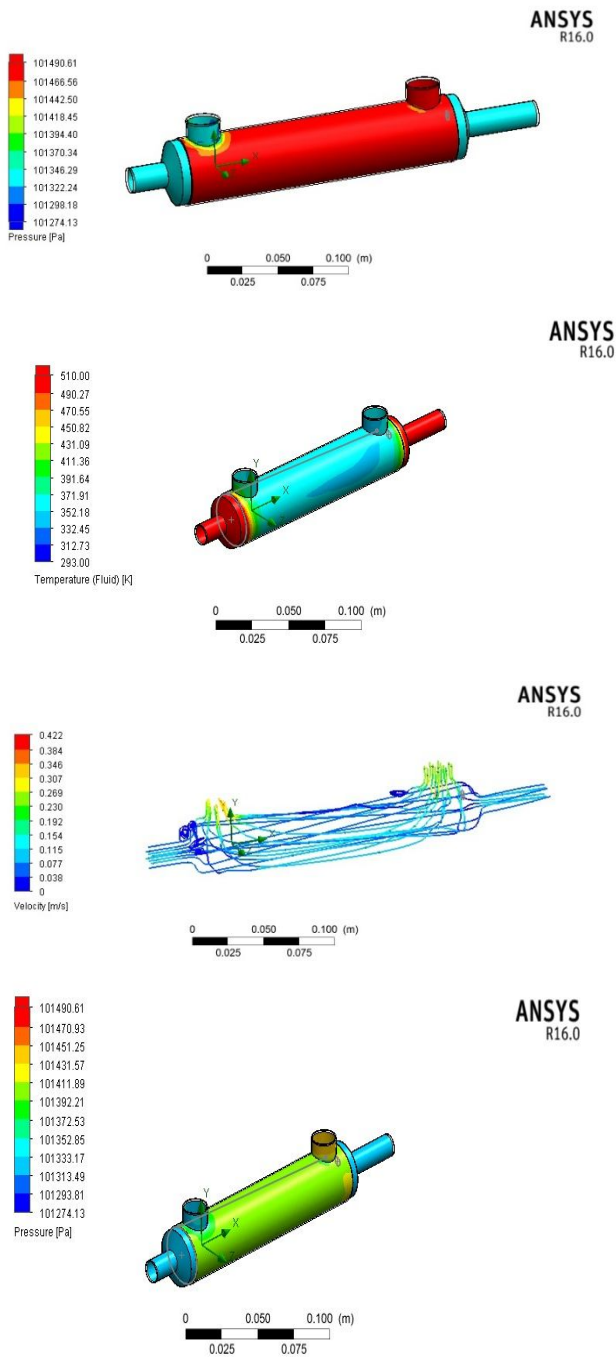 ANSYS
R16.0
101490.61
101466.56
101442.50
101418.45
101394.40
101370.34
101346.29
101322.24
101298.18
101274.13
Pressure [Pa]
X
0 0.050 0.100 (m)
0.025 0.075
ANSYS
R16.0
510.00
490.27
470.55
450.82
431.09
411.36
391.64
371.91
352.18
332.45
312.73
293.00
Temperature (Fluid) [K]
Y
X
0 0.050 0.100 (m)
0.025 0.075
ANSYS
R16.0
0.422
0.384
0.346
0.307
0.269
0.230
0.192
0.154
0.115
0.077
0.038
0
Velocity [m/s]
Y
0 0.050 0.100 (m)
0.025 0.075
ANSYS
R16.0
101490.61
101470.93
101451.25
101431.57
101411.89
101392.21
101372.53
101352.85
101333.17
101313.49
101293.81
101274.13
Pressure [Pa]
Y
X
Z
0 0.050 0.100 (m)
0.025 0.075